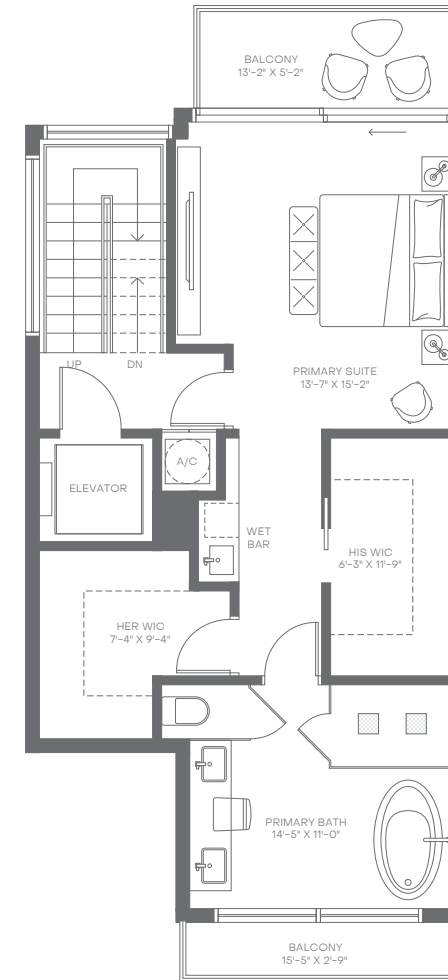 BALCONY
13'-2" X 5'-2"
UP
DN
PRIMARY SUITE
13'-7" X 15'-2"
A/C
ELEVATOR
WET
BAR
HIS WIC
6'-3" X 11'-9"
HER WIC
7'-4" X 9'-4"
PRIMARY BATH
14'-5" X 11'-0"
BALCONY
15'-5" X 2'-9"